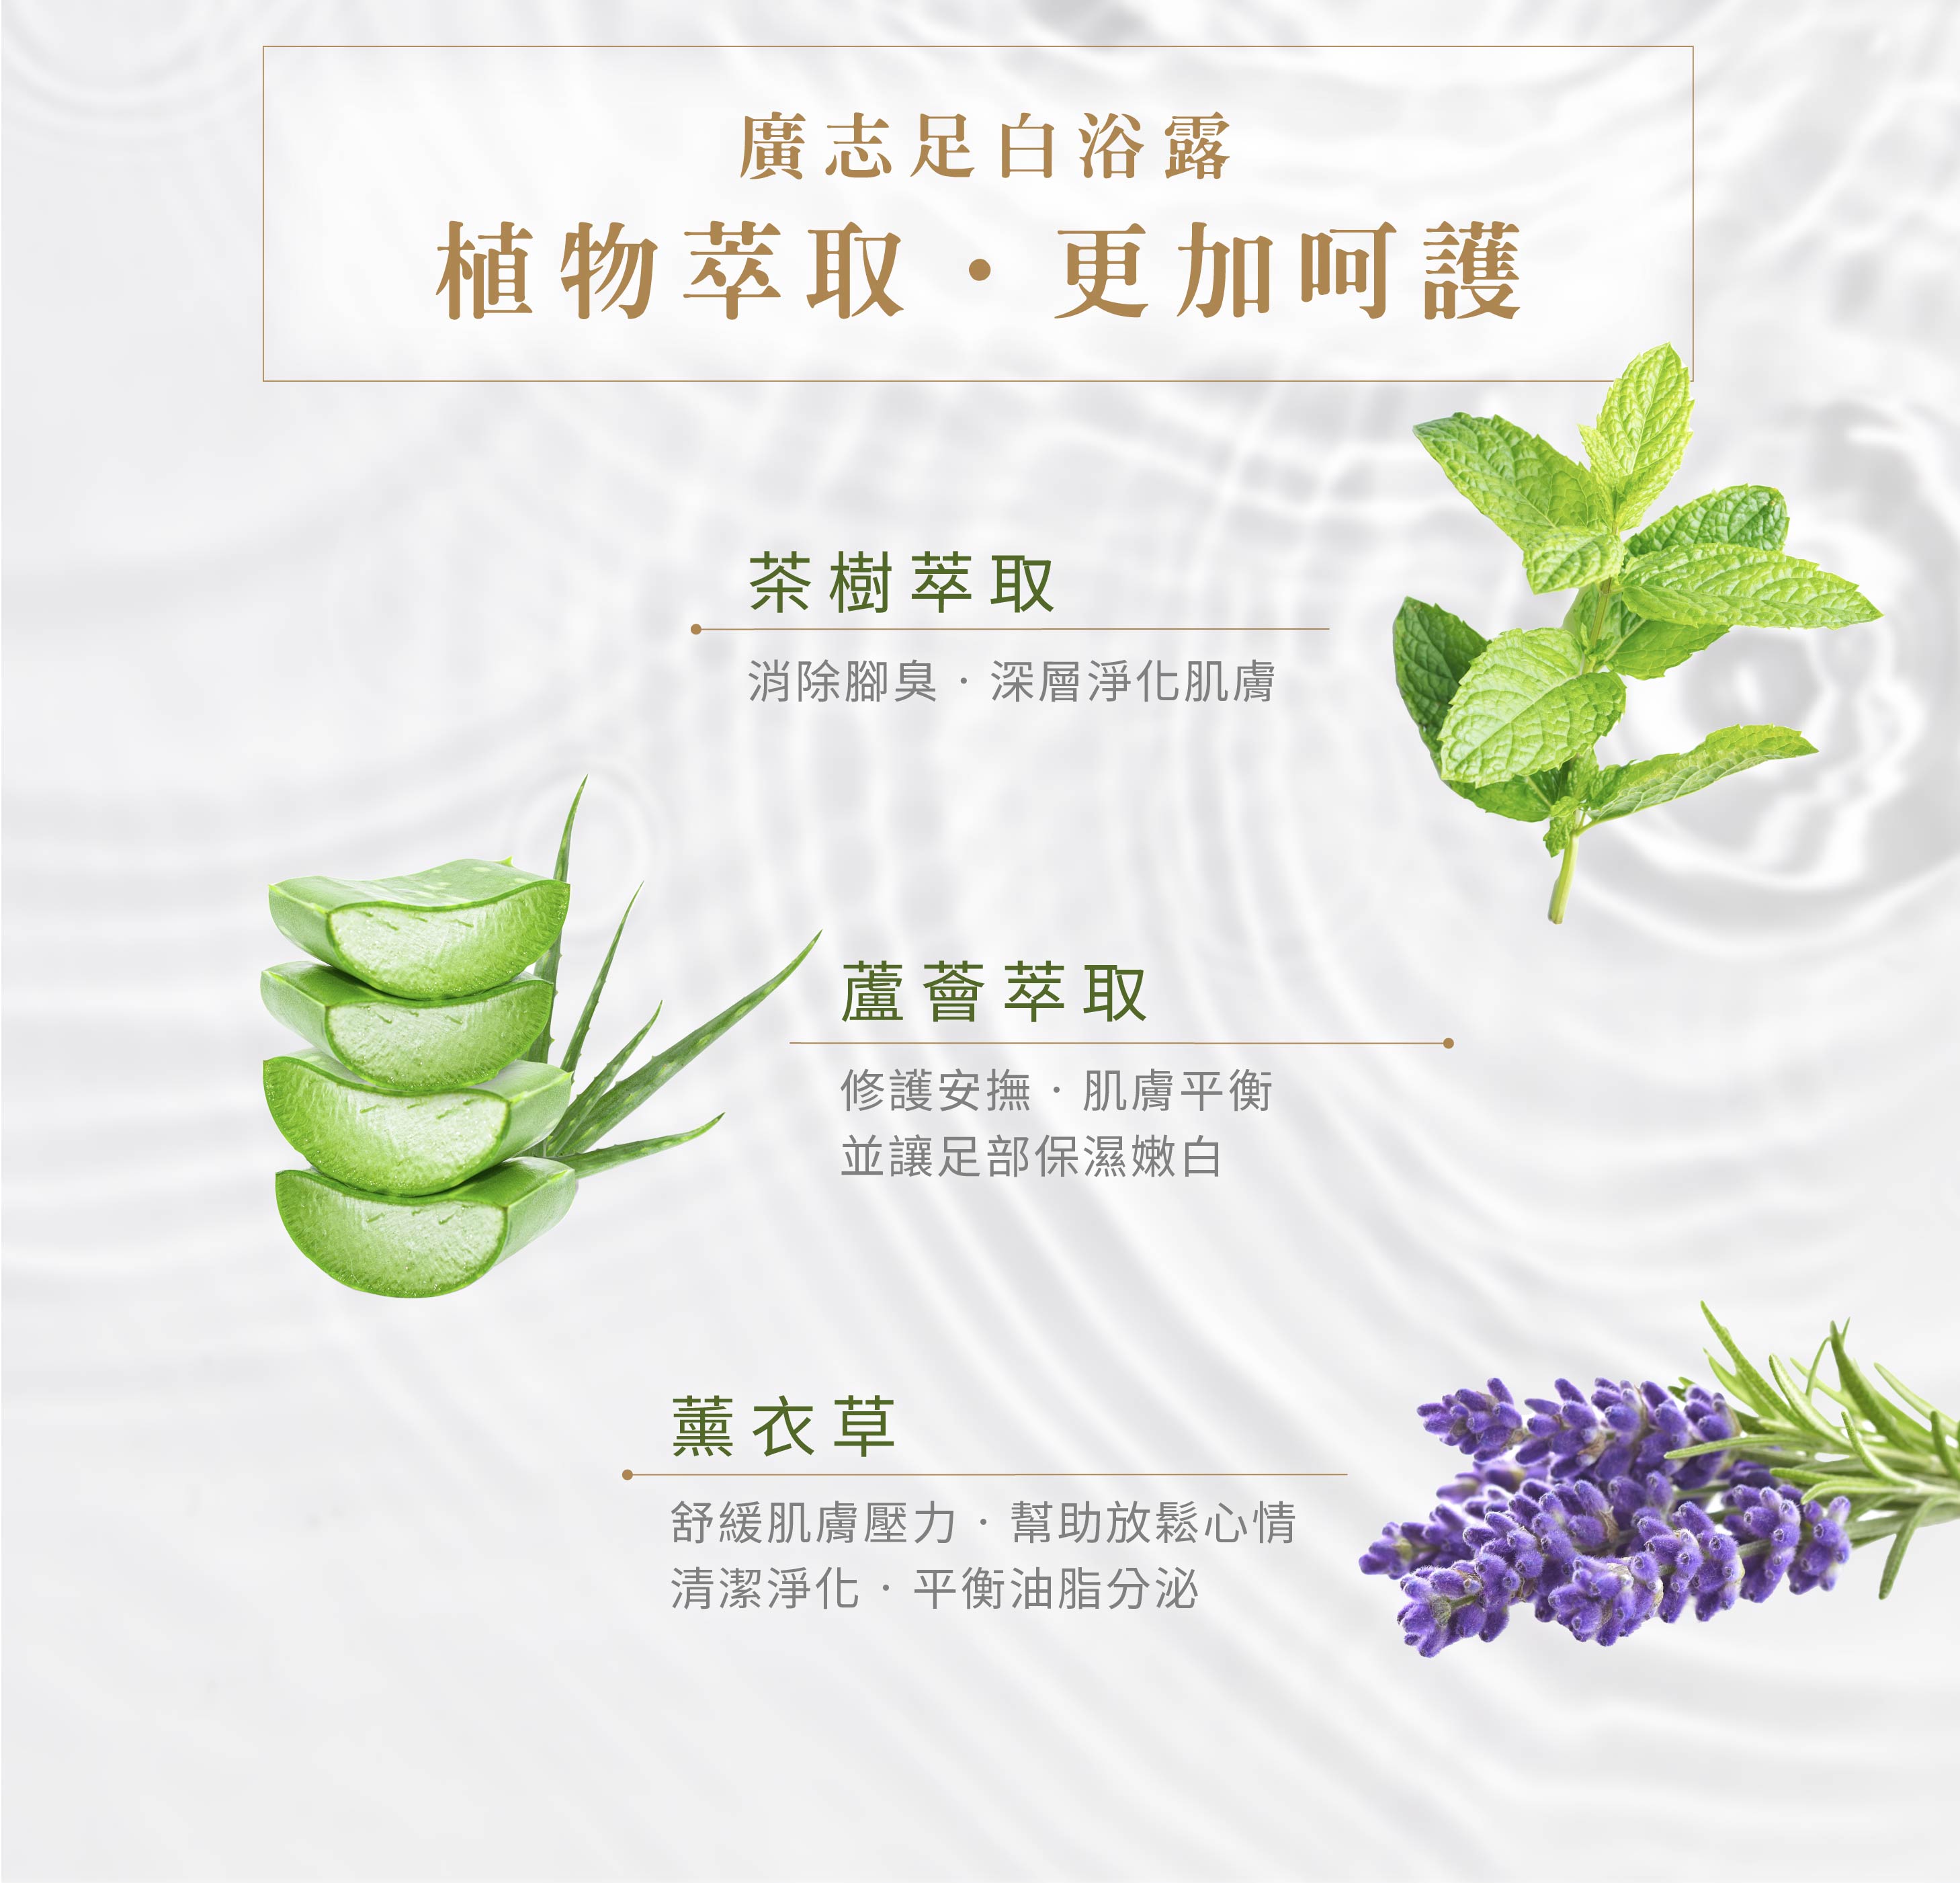 廣志足白浴露
植物萃取·更加呵護
茶樹萃取
消除腳臭·深層淨化肌膚
蘆薈萃取
修護安撫·肌膚平衡
並讓足部保濕嫩白
薰衣草
舒緩肌膚壓力·幫助放鬆心情
清潔淨化·平衡油脂分泌